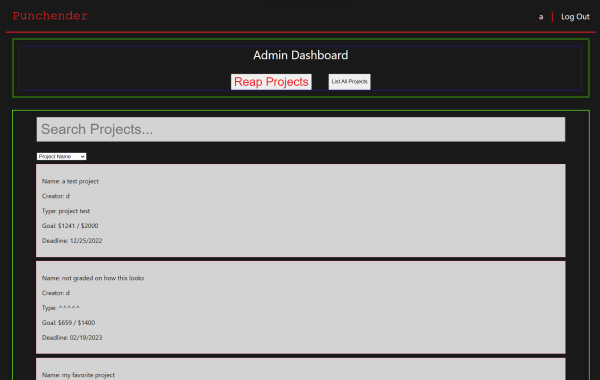 Punchender
a | Log Out
Admin Dashboard
Reap Projects
List All Projects
Search Projects...
Project Name
Name: a test project
Creator: d
Type: project test
Goal: $1241 / $2000
Deadline: 12/25/2022
Name: not graded on how this looks
Creator: d
Type: ^^^^^
Goal: $659 / $1400
Deadline: 02/19/2023
Name: my favorite project